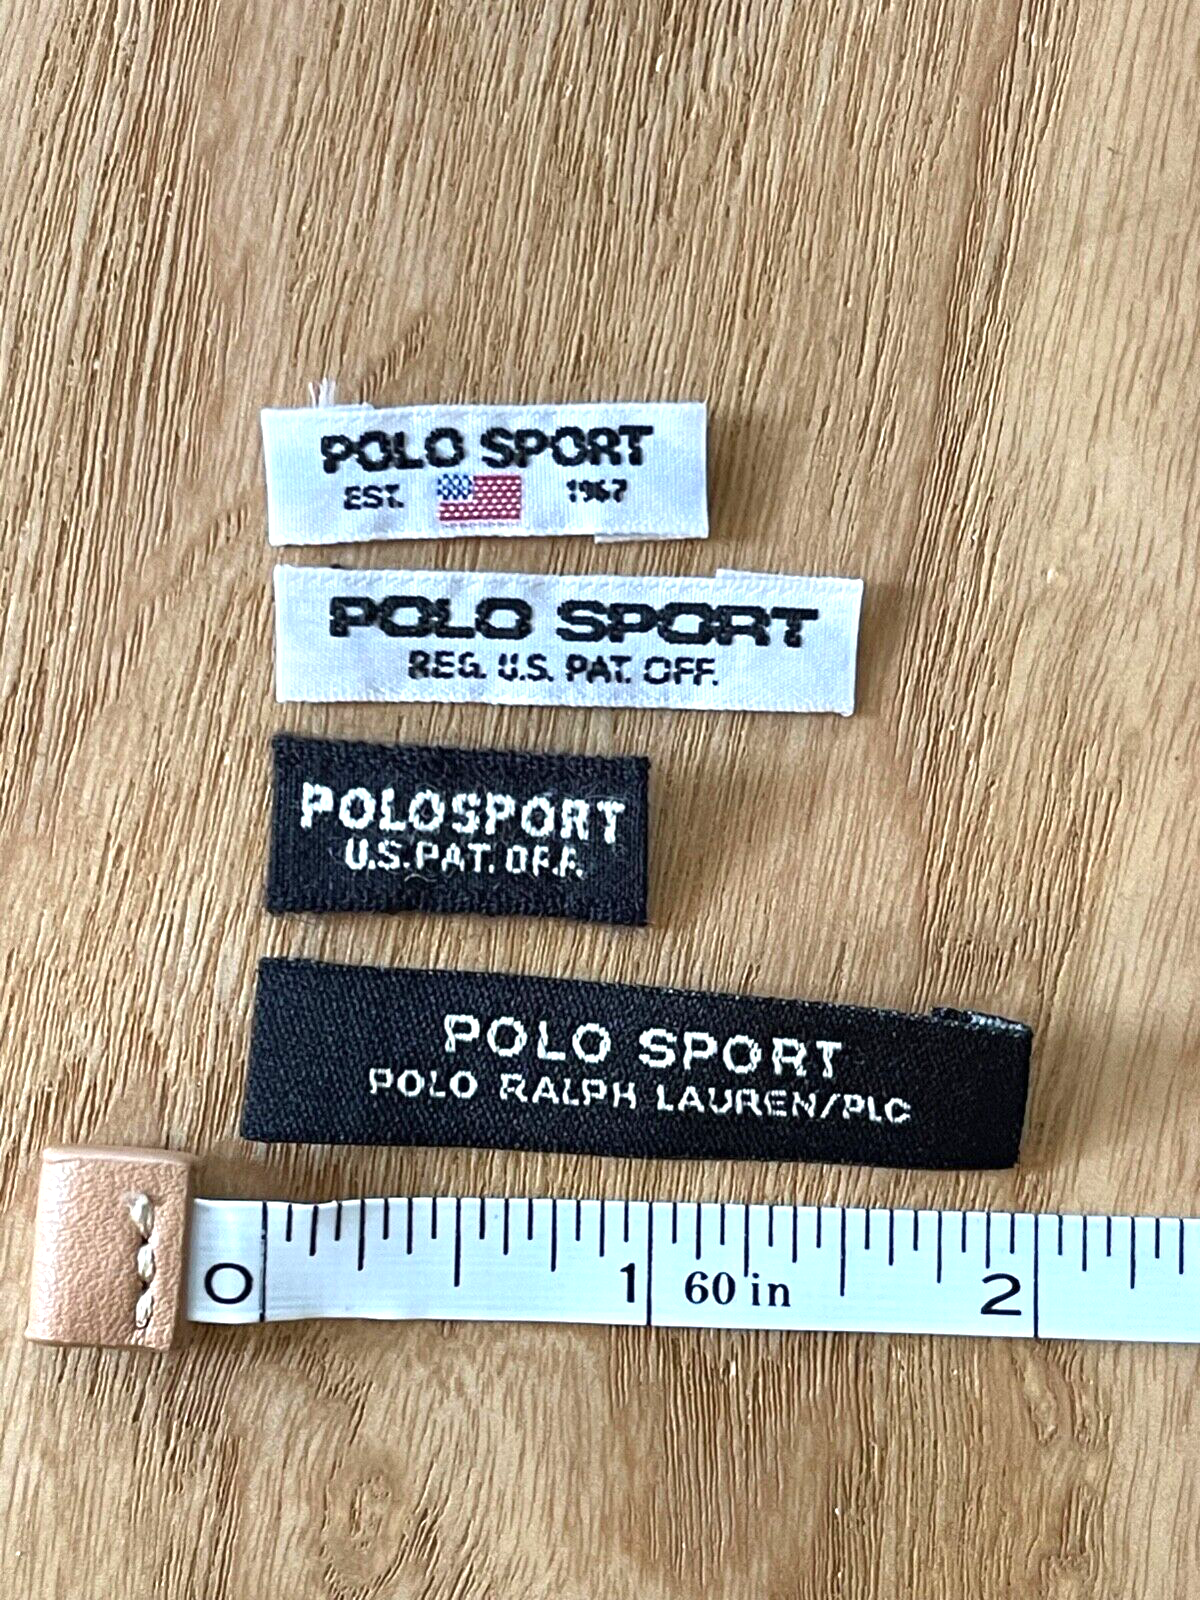 POLO SPORT
EST. 1967
POLO SPORT
REG. U.S. PAT. OFF.
POLOSPORT
U.S.PAT.OFF.
POLO SPORT
POLO RALPH LAUREN/PLC
0 1 60 in 2